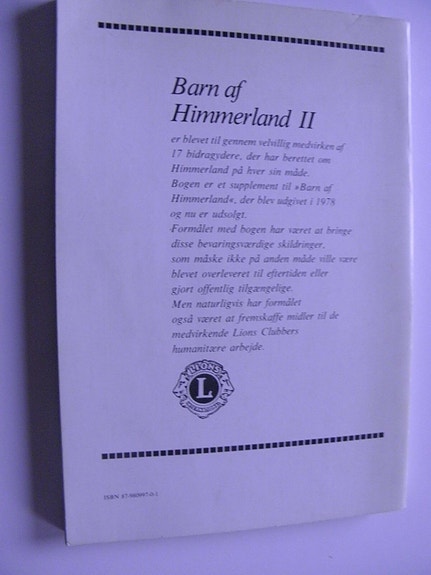 Barn af
Himmerland II
er blevet til gennem velvillig medvirken af
17 bidragydere, der har berettet om
Himmerland på hver sin måde.
Bogen er et supplement til »Barn af
Himmerland«, der blev udgivet i 1978
og nu er udsolgt.
Formålet med bogen har været at bringe
disse bevaringsværdige skildringer,
som måske ikke på anden måde ville være
blevet overleveret til eftertiden eller
gjort offentlig tilgængelige.
Men naturligvis har formålet
også været at fremskaffe midler til de
medvirkende Lions Clubbers
humanitære arbejde.
LIONS
L
INTERNATIONAL
ISBN